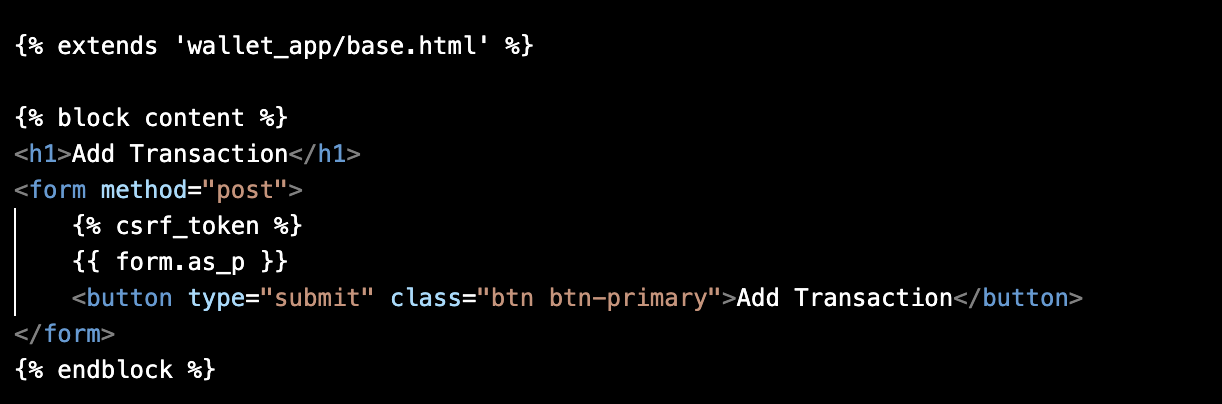 {% extends 'wallet_app/base.html' %}
{% block content %}
<h1>Add Transaction</h1>
<form method="post">
    {% csrf_token %}
    {{ form.as_p }}
    <button type="submit" class="btn btn-primary">Add Transaction</button>
</form>
{% endblock %}